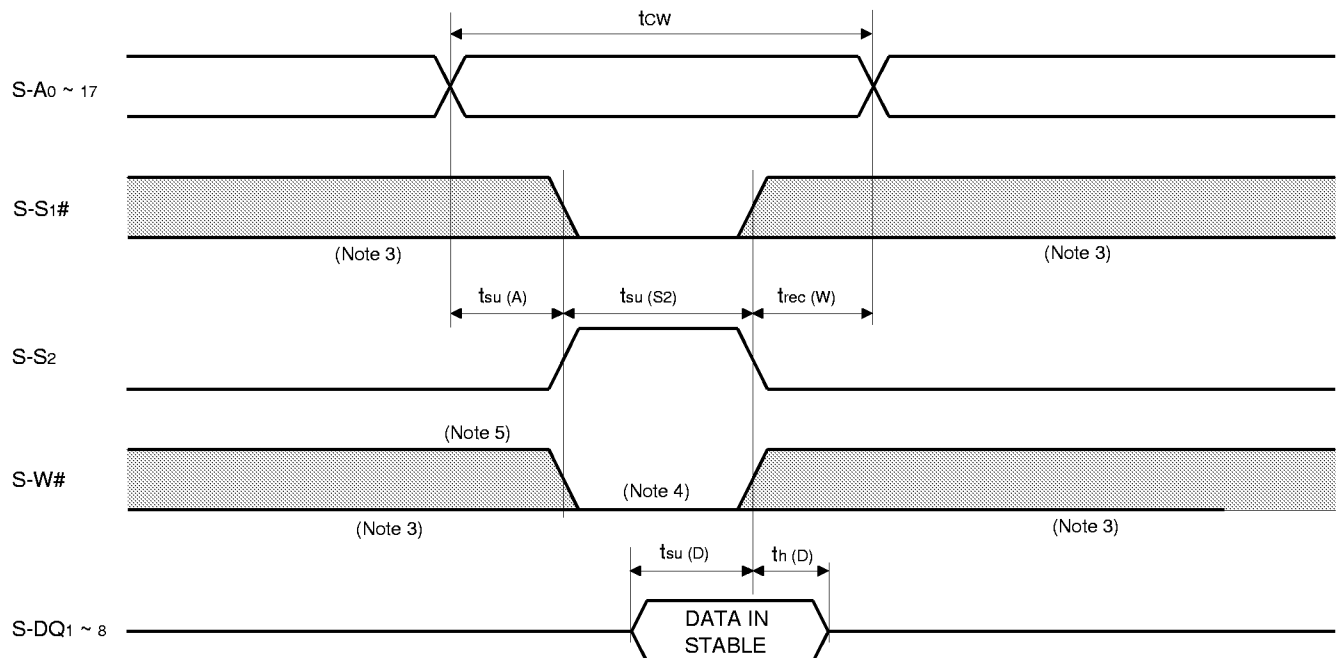 tCW
S-A0 ~ 17
S-S1#
(Note 3) (Note 3)
tsu (A) tsu (S2) trec (W)
S-S2
(Note 5)
S-W#
(Note 4)
(Note 3) (Note 3)
tsu (D) th (D)
S-DQ1 ~ 8
DATA IN
STABLE